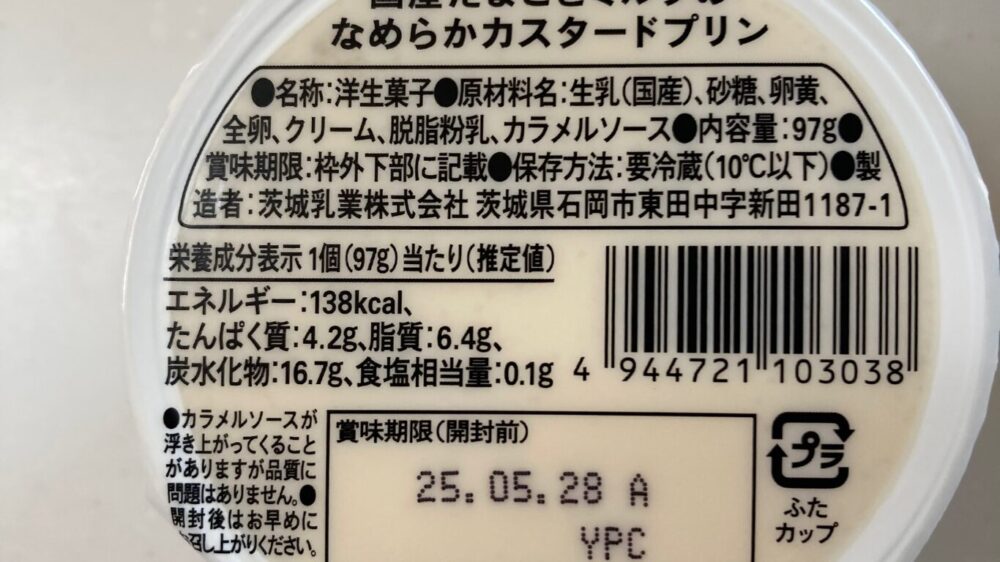 なめらかカスタードプリン
●名称:洋生菓子●原材料名:生乳(国産)、砂糖、卵黄、
全卵、クリーム、脱脂粉乳、カラメルソース●内容量:97g●
賞味期限:枠外下部に記載●保存方法:要冷蔵(10℃以下)●製
造者:茨城乳業株式会社 茨城県石岡市東田中字新田1187-1
栄養成分表示 1個(97g)当たり(推定値)
エネルギー:138kcal、
たんぱく質:4.2g、脂質:6.4g、
炭水化物:16.7g、食塩相当量:0.1g
4 944721 103038
●カラメルソースが
浮き上がってくること
がありますが品質に
問題はありません。●
開封後はお早めに
召し上がりください。
賞味期限(開封前)
25.05.28 A
YPC
プラ
ふた
カップ